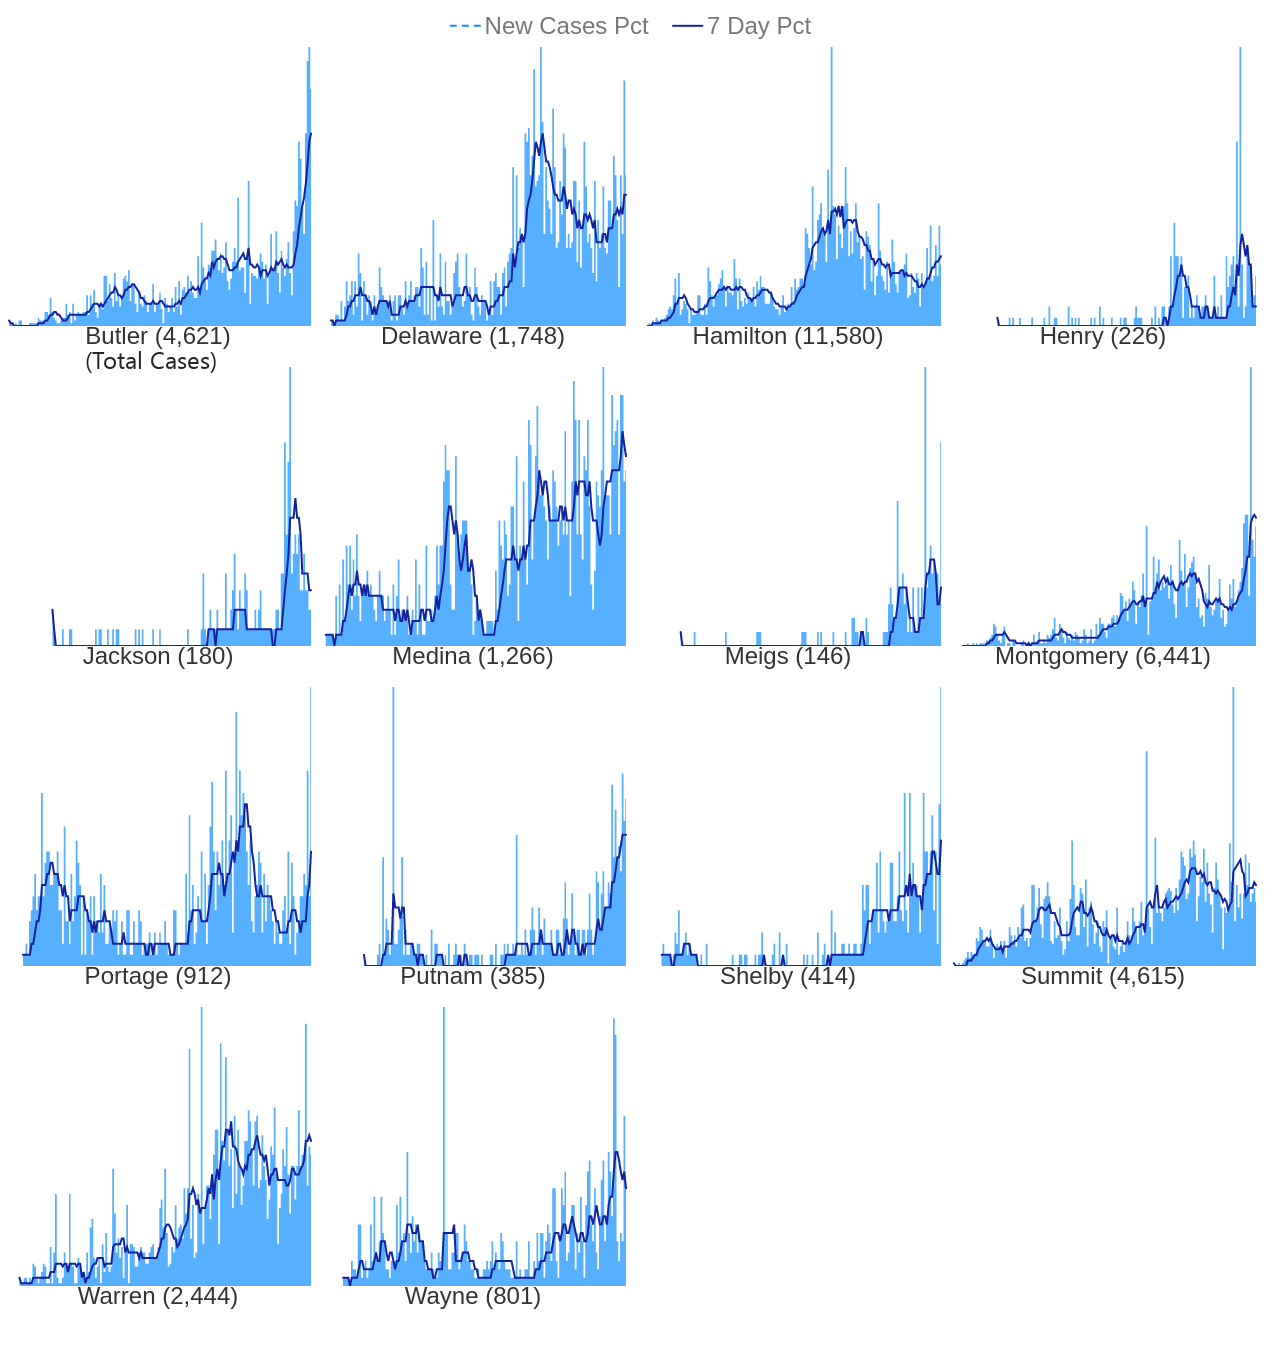 New Cases Pct 7 Day Pct
Butler (4,621) Delaware (1,748) Hamilton (11,580) Henry (226)
(Total Cases)
Jackson (180) Medina (1,266) Meigs (146) Montgomery (6,441)
Portage (912) Putnam (385) Shelby (414) Summit (4,615)
Warren (2,444) Wayne (801)